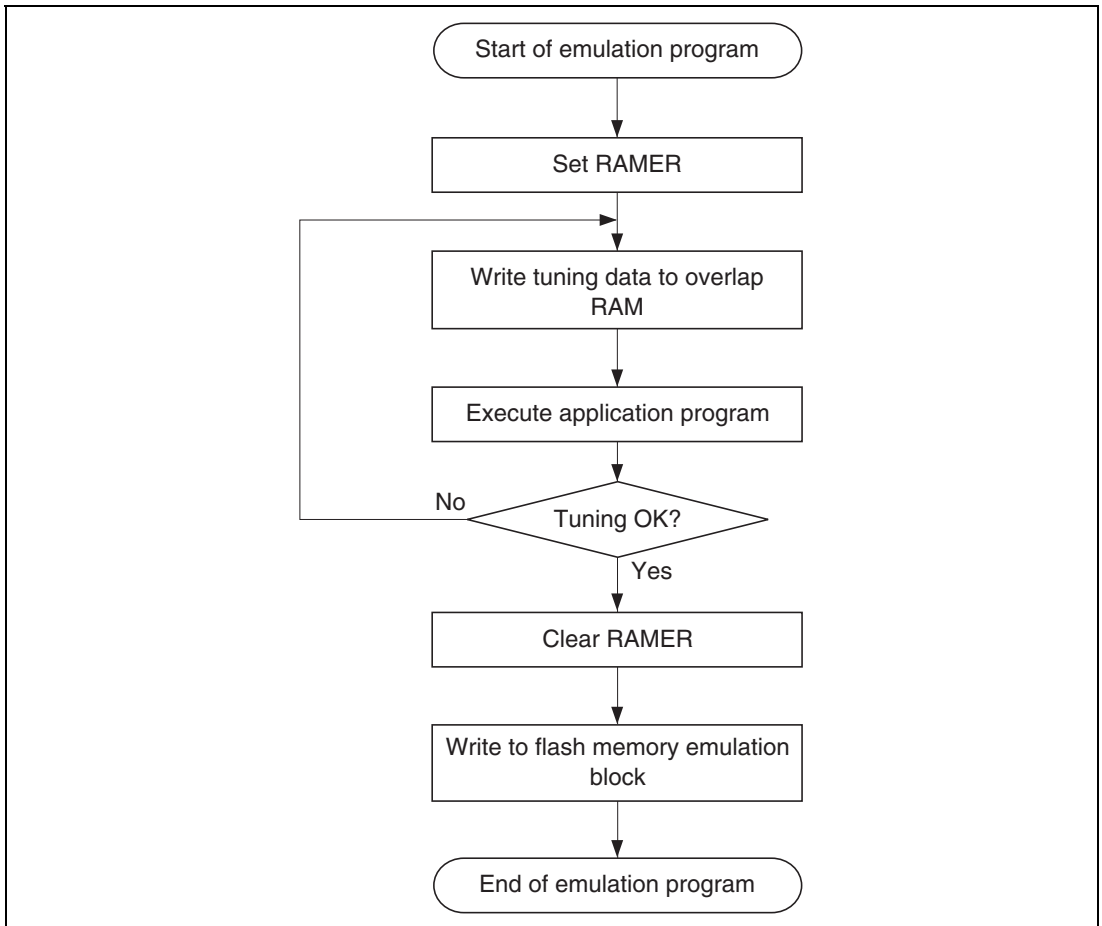 Start of emulation program
Set RAMER
Write tuning data to overlap
RAM
Execute application program
No
Tuning OK?
Yes
Clear RAMER
Write to flash memory emulation
block
End of emulation program